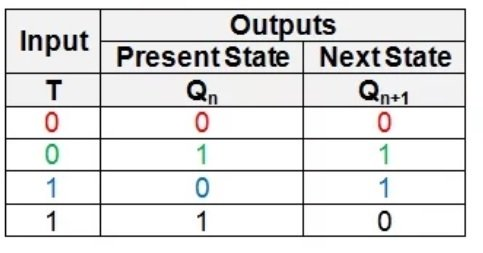 Input Outputs
Present State Next State
T Qn Qn+1
0 0 0
0 1 1
1 0 1
1 1 0